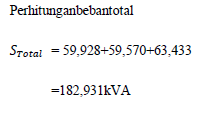 Perhitunganbebantotal
S_Total = 59,928+59,570+63,433
=182,931kVA